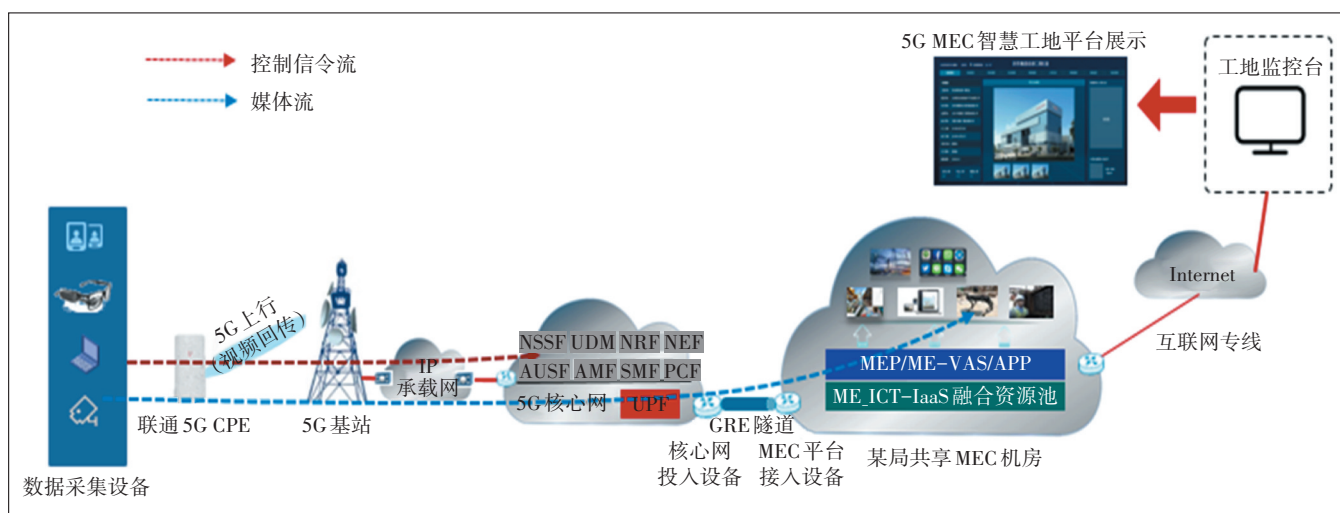 控制信令流
媒体流
5G MEC智慧工地平台展示
工地监控台
Internet
互联网专线
5G上行
(视频回传)
IP
承载网
NSSF UDM NRF NEF
AUSF AMF SMF PCF
5G核心网
UPF
MEP/ME-VAS/APP
ME_ICT-IaaS融合资源池
联通5G CPE
5G基站
GRE隧道
核心网
投入设备
MEC平台
接入设备
某局共享MEC机房
数据采集设备